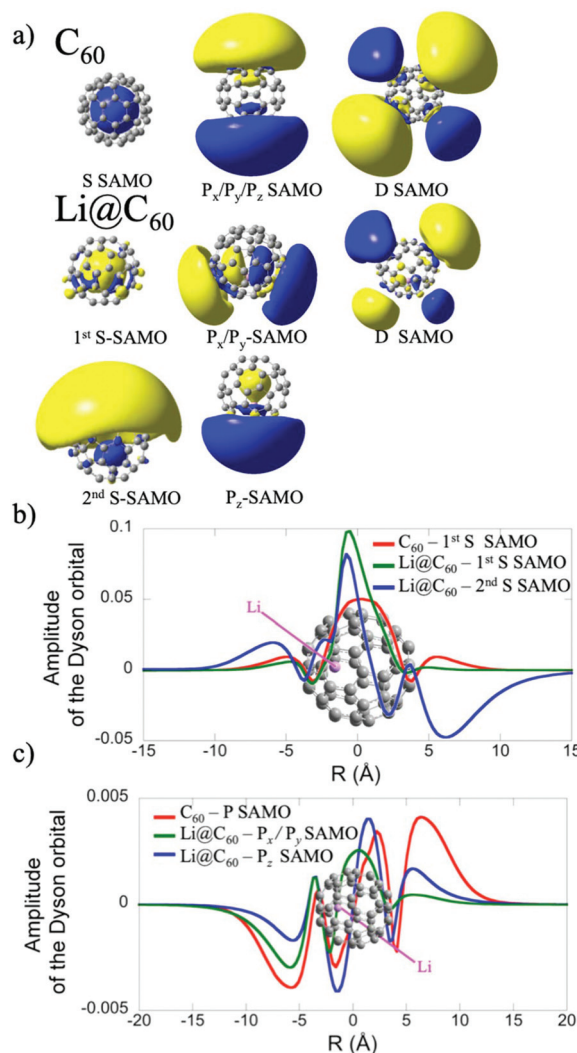 a)
C60
S SAMO
Px/Py/Pz SAMO
D SAMO
Li@C60
1st S-SAMO
Px/Py-SAMO
D SAMO
2nd S-SAMO
Pz-SAMO
b)
Amplitude
of the Dyson orbital
0.1
0.05
0
-0.05
C60 – 1st S SAMO
Li@C60 – 1st S SAMO
Li@C60 – 2nd S SAMO
Li
-15
-10
-5
0
5
10
15
R (Å)
c)
Amplitude
of the Dyson orbital
0.005
0
-0.005
C60 – P SAMO
Li@C60 – Px/Py SAMO
Li@C60 – Pz SAMO
Li
-20
-15
-10
-5
0
5
10
15
20
R (Å)